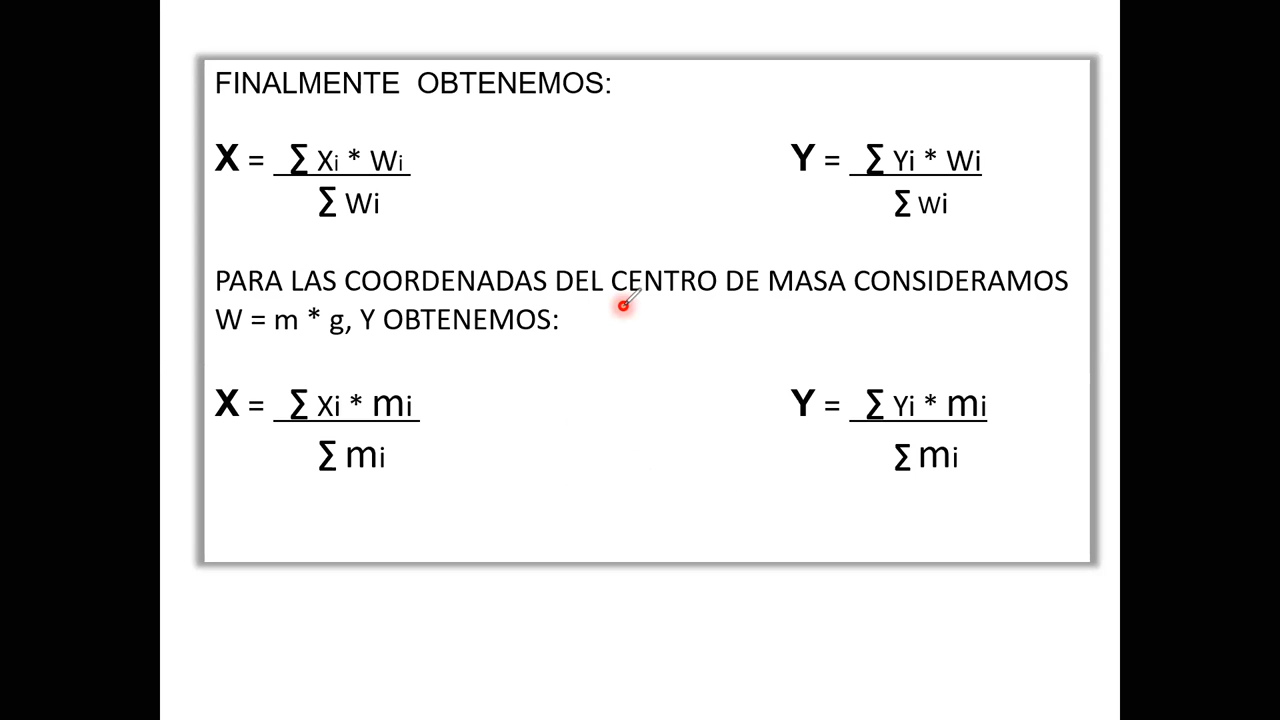 FINALMENTE OBTENEMOS:
X = ∑ Xi * Wi Y = ∑ Yi * Wi
∑ Wi ∑ wi
PARA LAS COORDENADAS DEL CENTRO DE MASA CONSIDERAMOS
W = m * g, Y OBTENEMOS:
X = ∑ Xi * mi Y = ∑ Yi * mi
∑ mi ∑ mi